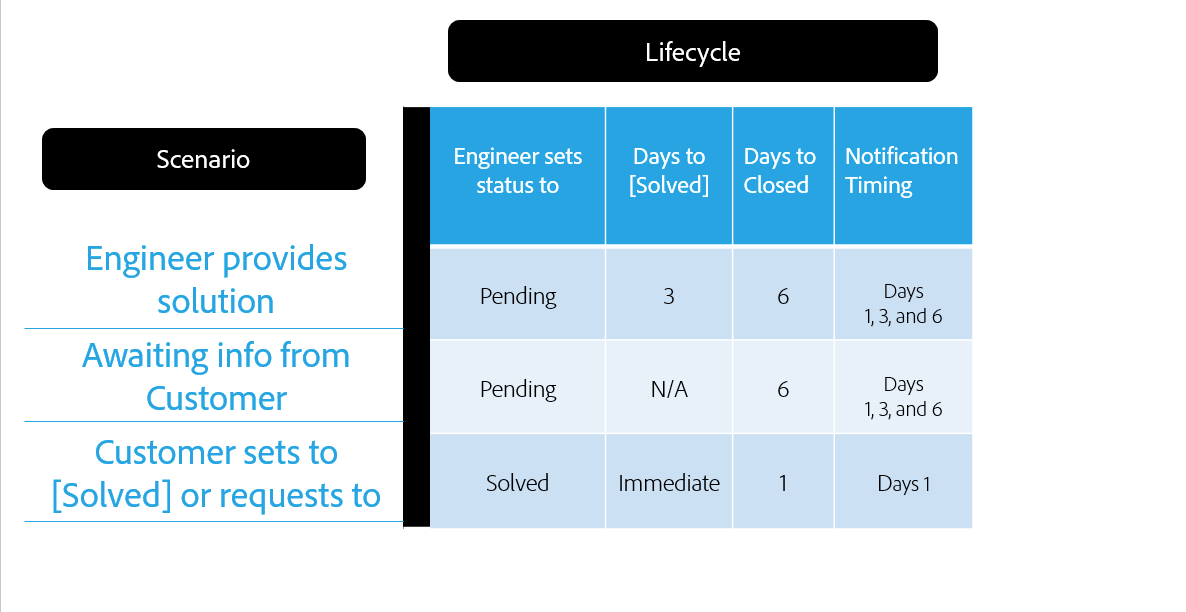 Lifecycle
Scenario
Engineer sets
status to
Days to
[Solved]
Days to
Closed
Notification
Timing
Engineer provides
solution
Pending
3
6
Days
1, 3, and 6
Awaiting info from
Customer
Pending
N/A
6
Days
1, 3, and 6
Customer sets to
[Solved] or requests to
Solved
Immediate
1
Days 1